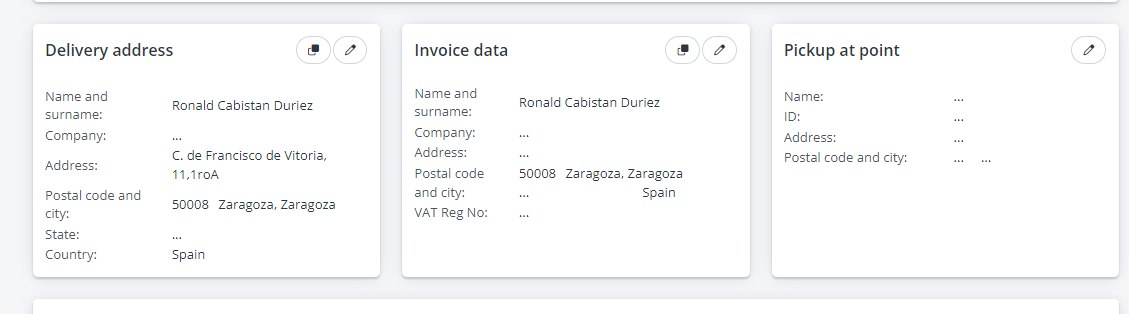 Delivery address
Name and
surname:
Ronald Cabistan Duriez
Company:
...
Address:
C. de Francisco de Vitoria,
11,1roA
Postal code and
city:
50008 Zaragoza, Zaragoza
State:
...
Country:
Spain
Invoice data
Name and
surname:
Ronald Cabistan Duriez
Company:
...
Address:
...
Postal code
and city:
50008 Zaragoza, Zaragoza
... Spain
VAT Reg No:
...
Pickup at point
Name:
...
ID:
...
Address:
...
Postal code and city:
... ...